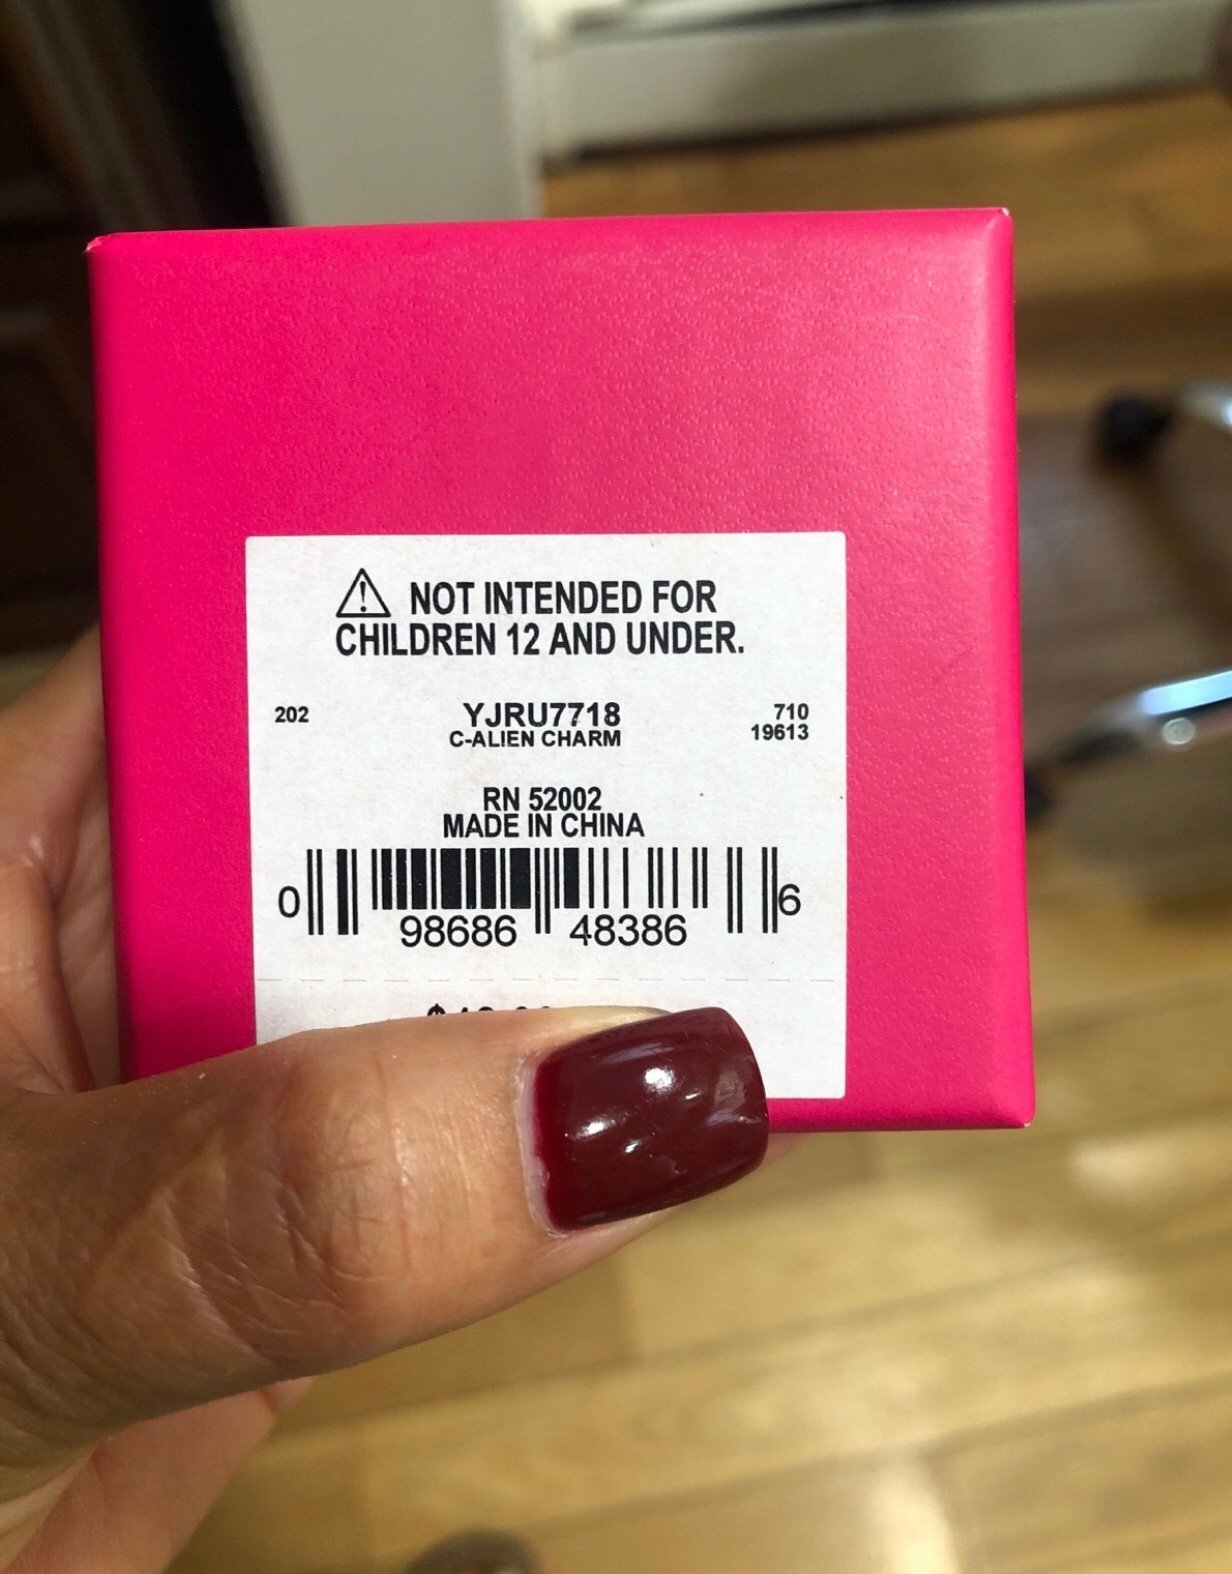 ⚠ NOT INTENDED FOR
CHILDREN 12 AND UNDER.
202 YJRU7718 710
C-ALIEN CHARM 19613
RN 52002
MADE IN CHINA
0 98686 48386 6